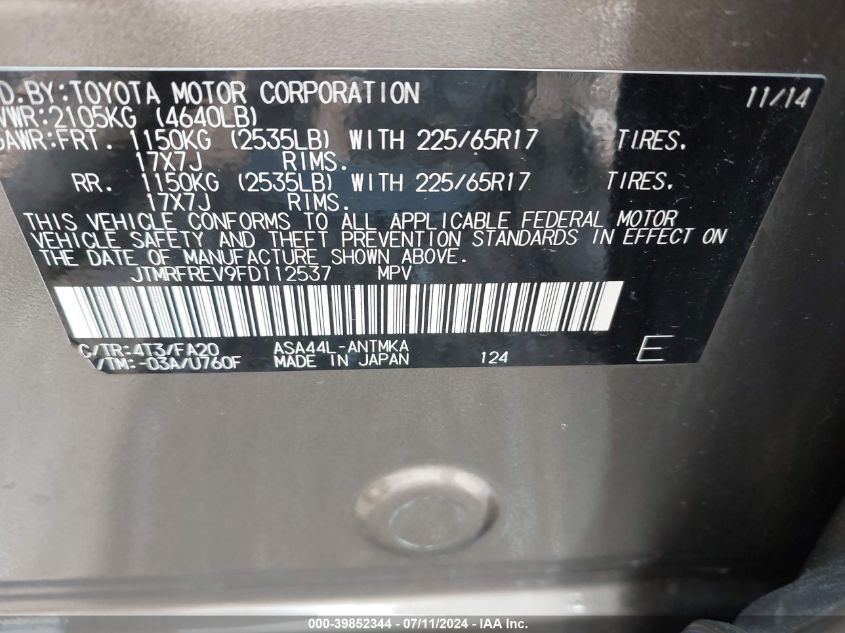 D.BY:TOYOTA MOTOR CORPORATION 11/14
VWR:2105KG (4640LB)
GAWR:FRT. 1150KG (2535LB) WITH 225/65R17 TIRES.
17X7J RIMS.
RR. 1150KG (2535LB) WITH 225/65R17 TIRES.
17X7J RIMS.
THIS VEHICLE CONFORMS TO ALL APPLICABLE FEDERAL MOTOR
VEHICLE SAFETY AND THEFT PREVENTION STANDARDS IN EFFECT ON
THE DATE OF MANUFACTURE SHOWN ABOVE.
JTMRFREV9FD112537 MPV
C/TR:4T3/FA20 ASA44L-ANTMKA
/TM:-03A/U760F MADE IN JAPAN 124 E
000-39852344 - 07/11/2024 - IAA Inc.